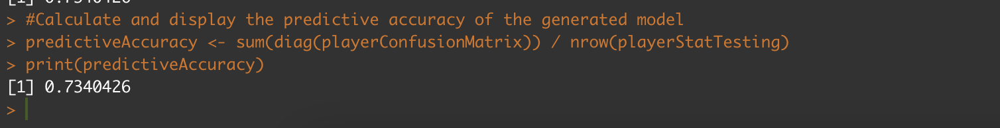 > #Calculate and display the predictive accuracy of the generated model
> predictiveAccuracy <- sum(diag(playerConfusionMatrix)) / nrow(playerStatTesting)
> print(predictiveAccuracy)
[1] 0.7340426
>